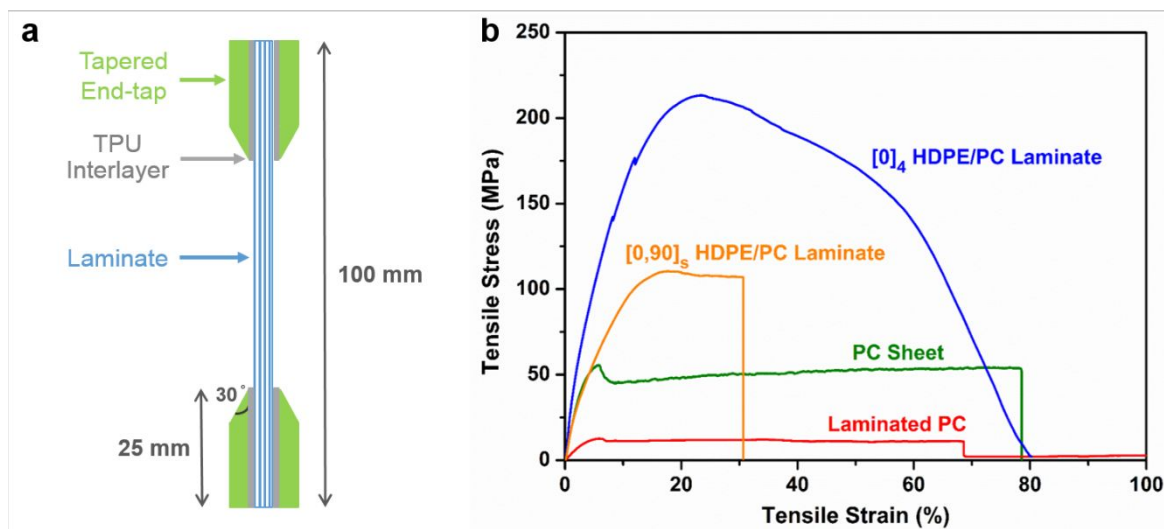 a
Tapered
End-tap
TPU
Interlayer
Laminate
30°
25 mm
100 mm
b
Tensile Stress (MPa)
250
200
150
100
50
0
[0]4 HDPE/PC Laminate
[0,90]s HDPE/PC Laminate
PC Sheet
Laminated PC
0 20 40 60 80 100
Tensile Strain (%)